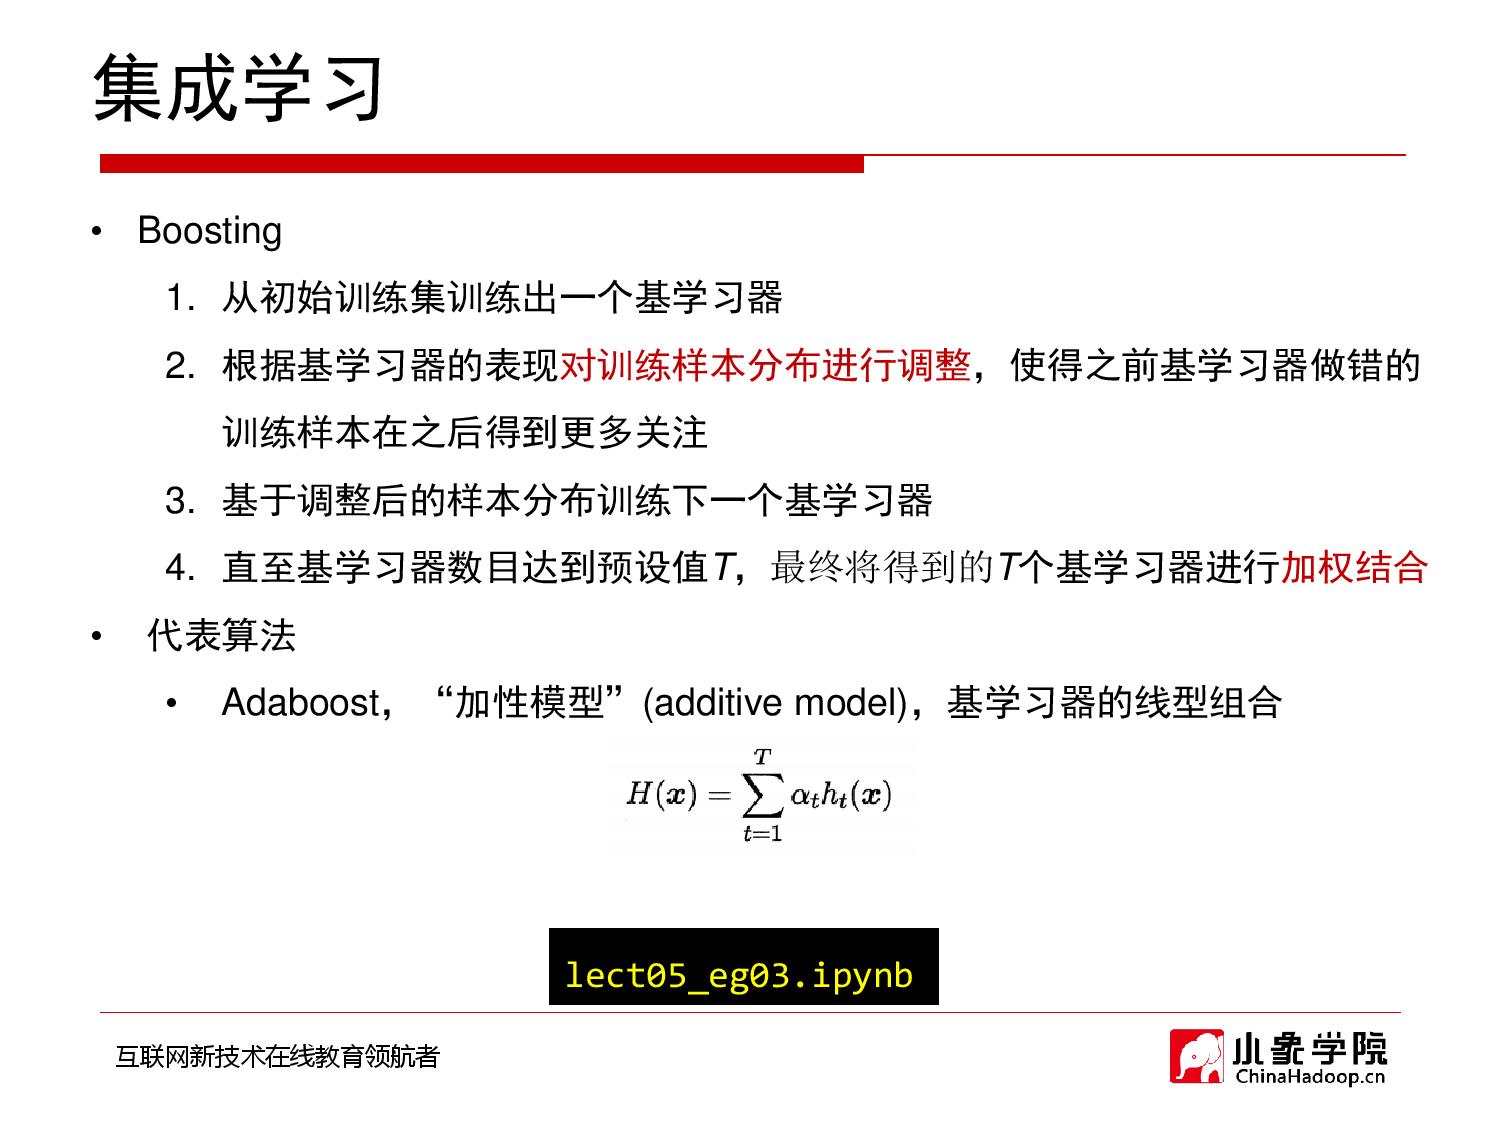 集成学习
• Boosting
1. 从初始训练集训练出一个基学习器
2. 根据基学习器的表现对训练样本分布进行调整，使得之前基学习器做错的
训练样本在之后得到更多关注
3. 基于调整后的样本分布训练下一个基学习器
4. 直至基学习器数目达到预设值T，最终将得到的T个基学习器进行加权结合
• 代表算法
• Adaboost，“加性模型”(additive model)，基学习器的线型组合
H(x) = \sum_{t=1}^{T} α_t h_t(x)
lect05_eg03.ipynb
互联网新技术在线教育领航者
小象学院
ChinaHadoop.cn